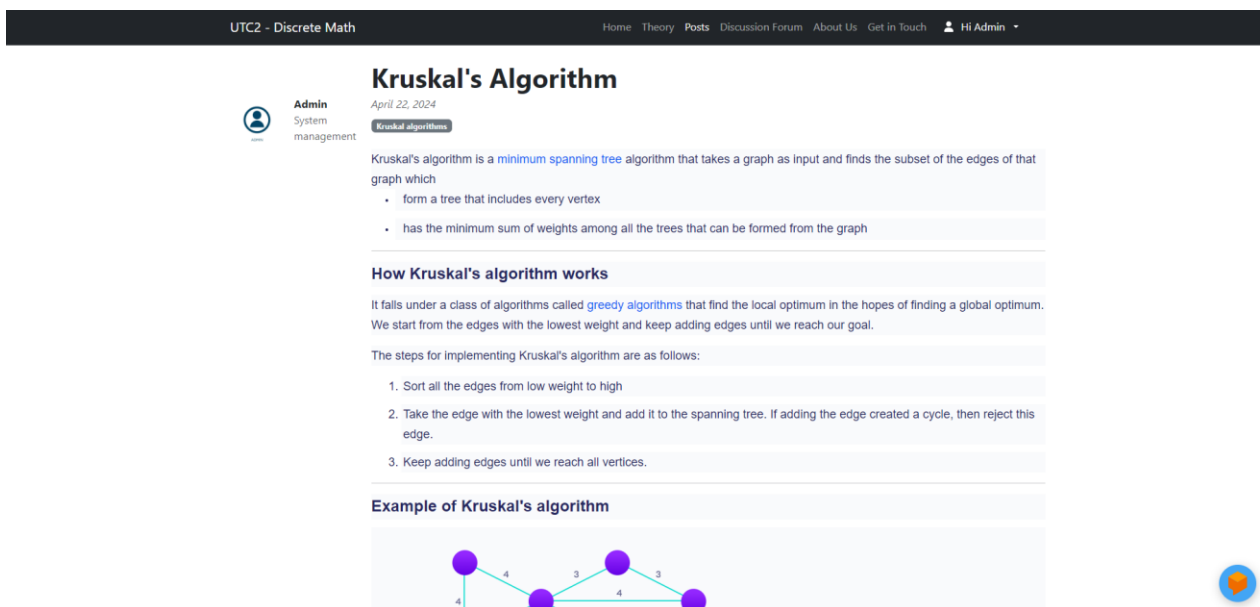 UTC2 - Discrete Math
Home Theory Posts Discussion Forum About Us Get in Touch Hi Admin
Kruskal's Algorithm
Admin
System
management
April 22, 2024
Kruskal algorithms
Kruskal's algorithm is a minimum spanning tree algorithm that takes a graph as input and finds the subset of the edges of that
graph which
• form a tree that includes every vertex
• has the minimum sum of weights among all the trees that can be formed from the graph
How Kruskal's algorithm works
It falls under a class of algorithms called greedy algorithms that find the local optimum in the hopes of finding a global optimum.
We start from the edges with the lowest weight and keep adding edges until we reach our goal.
The steps for implementing Kruskal's algorithm are as follows:
1. Sort all the edges from low weight to high
2. Take the edge with the lowest weight and add it to the spanning tree. If adding the edge created a cycle, then reject this
edge.
3. Keep adding edges until we reach all vertices.
Example of Kruskal's algorithm
4 3 3
4
4